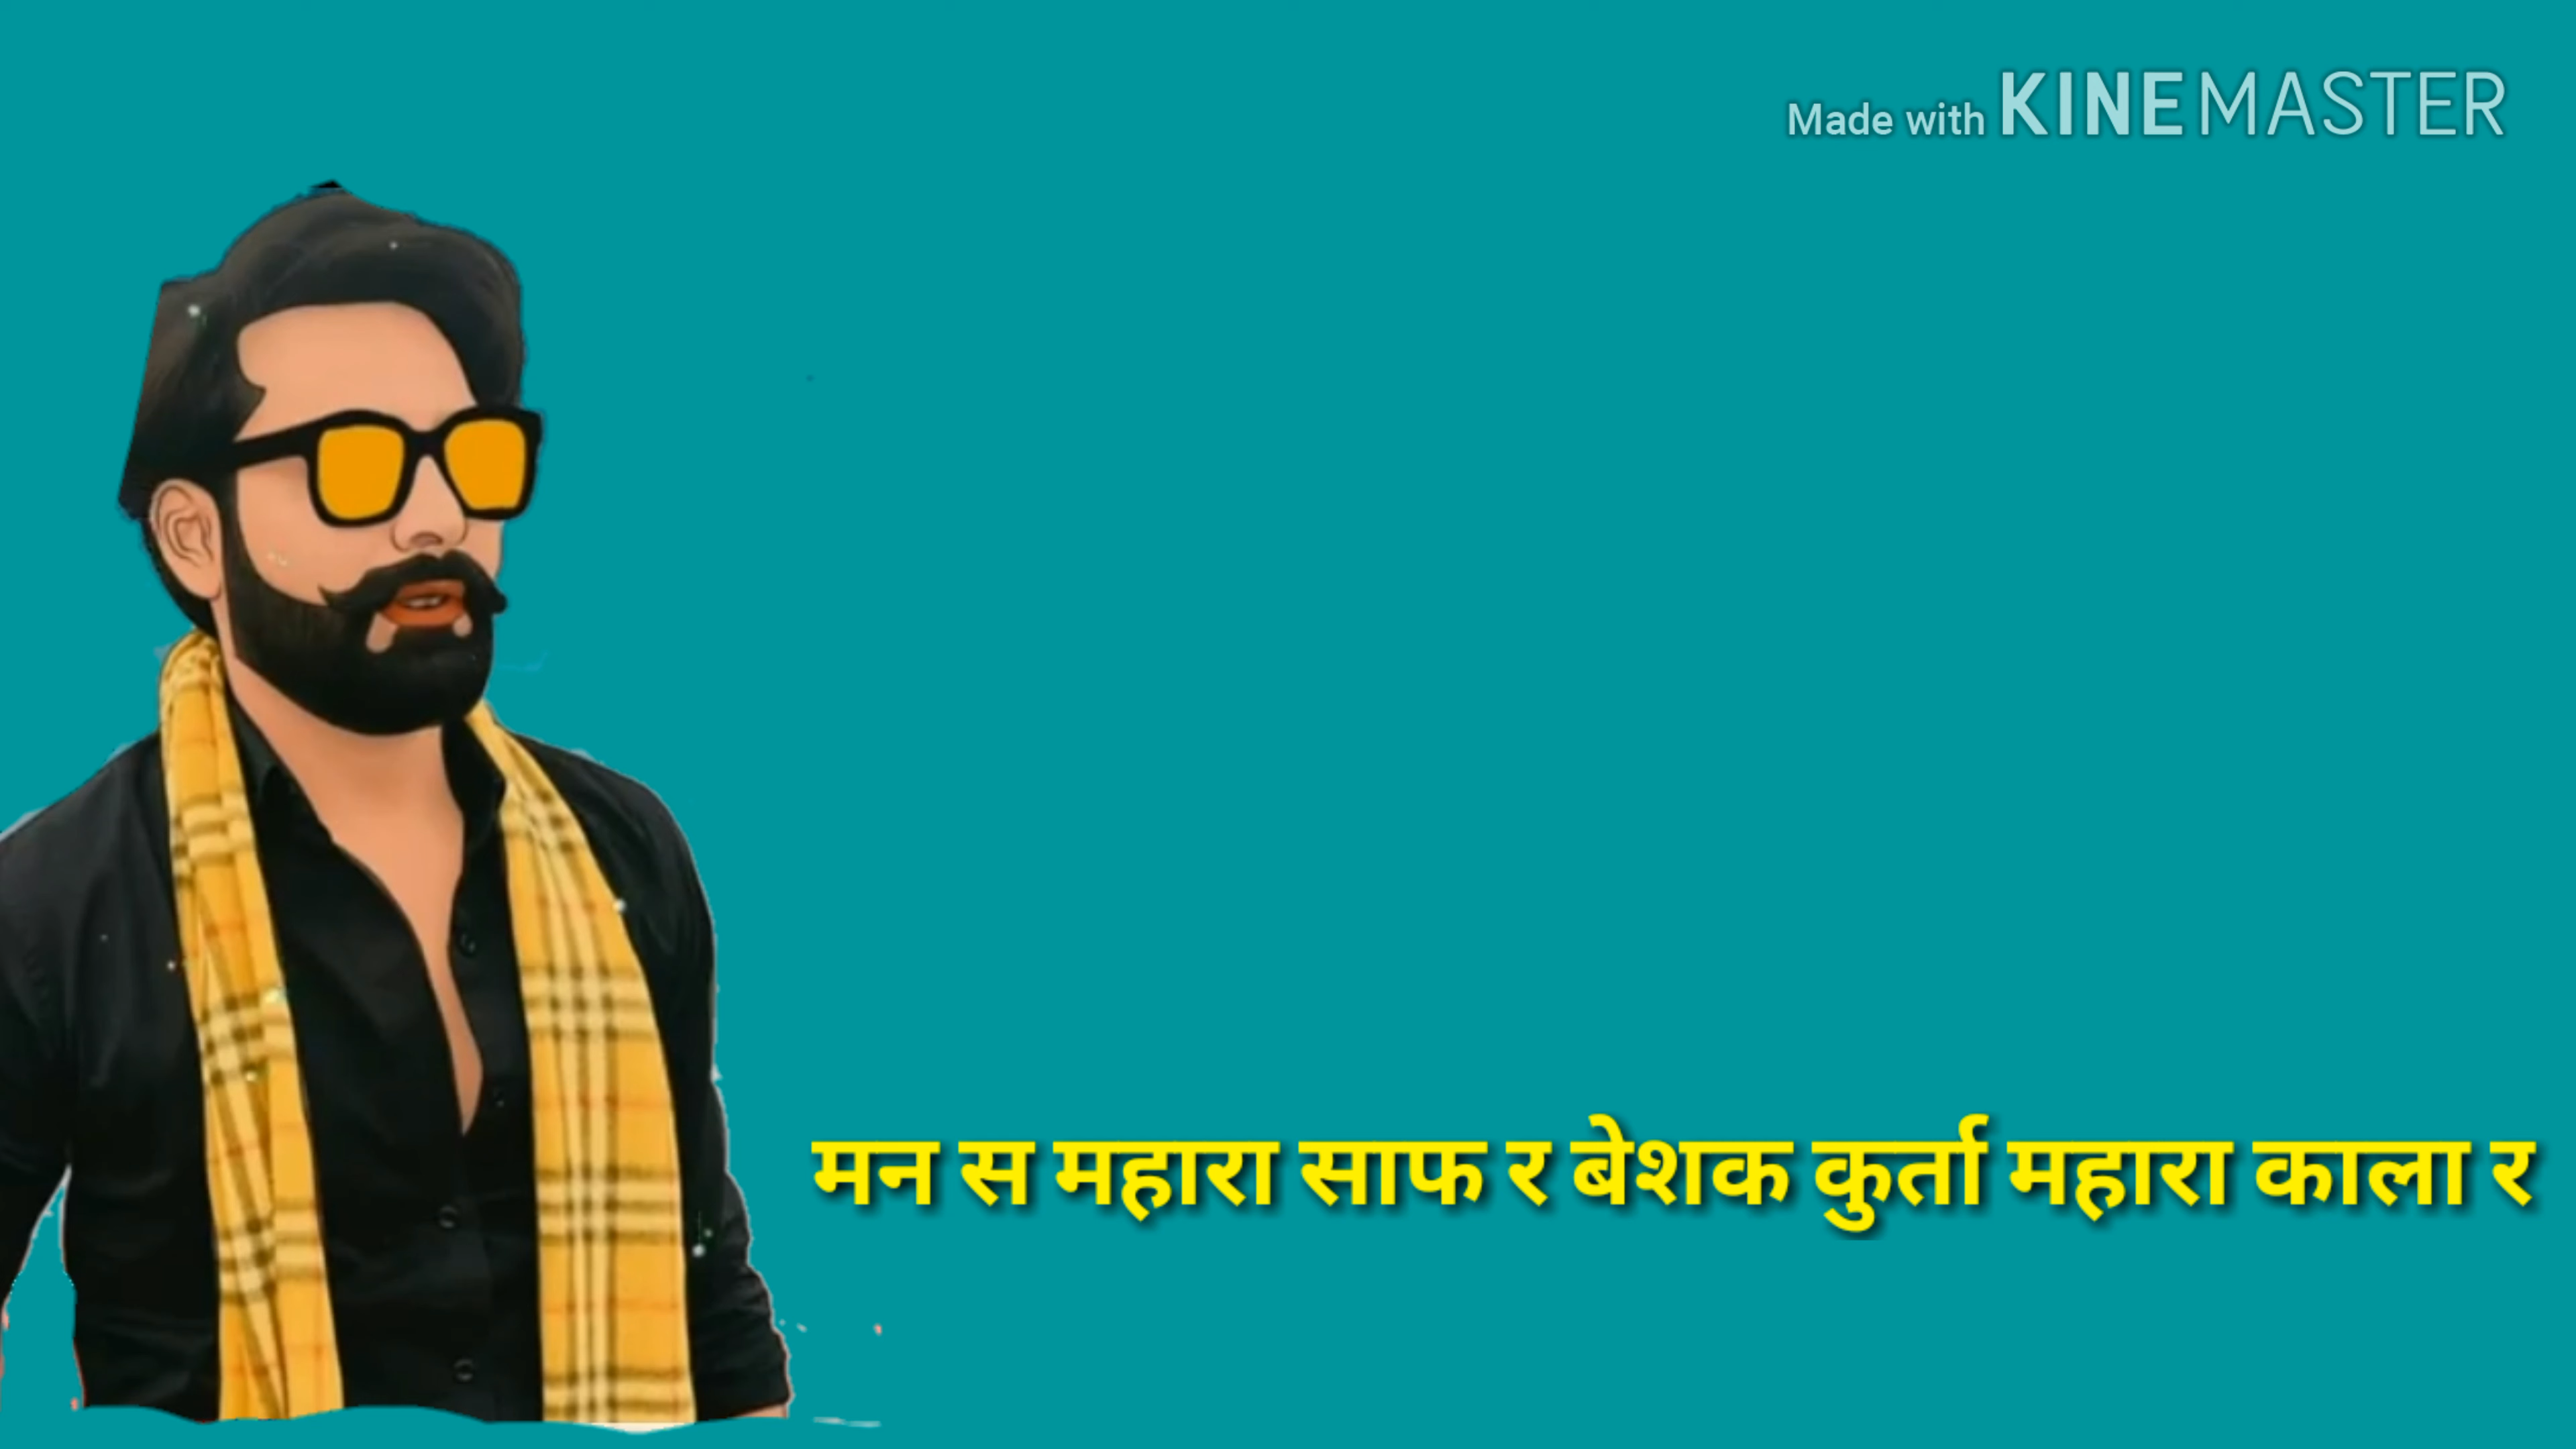 Made with KINEMASTER
मन स महारा साफ र बेशक कुर्ता महारा काला र